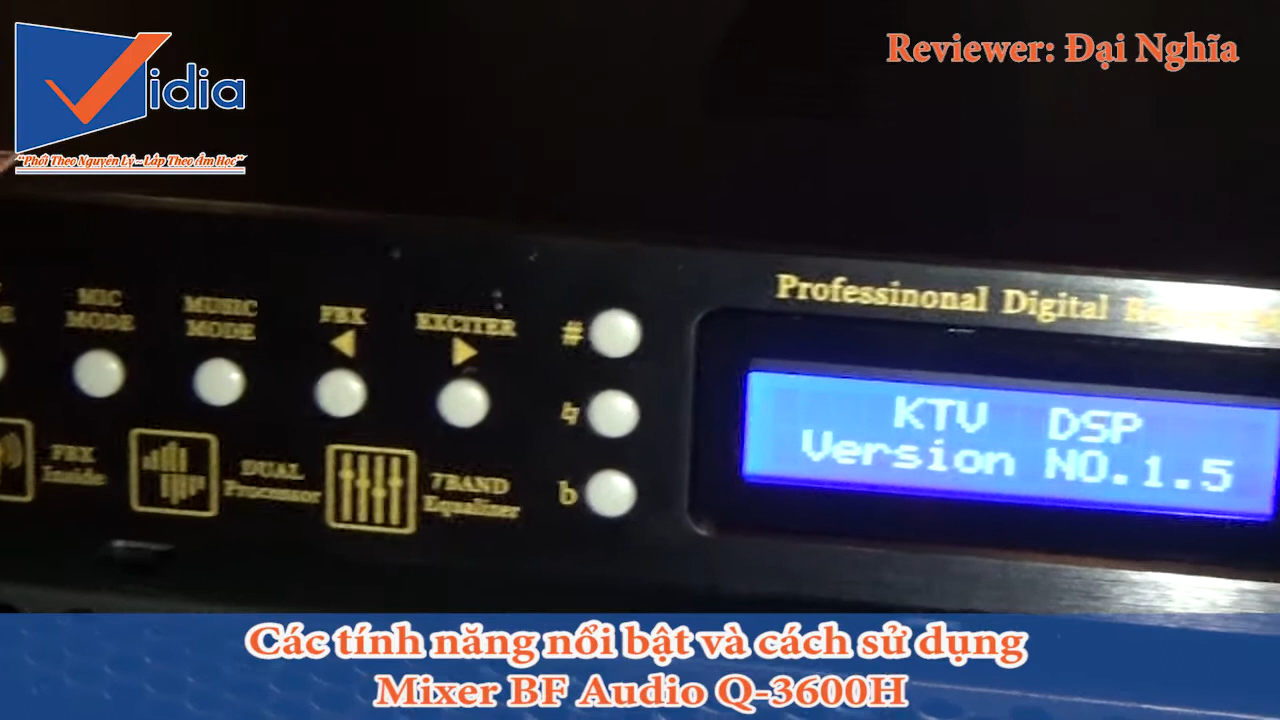 Vidia
"Phối Theo Nguyên Lý - Lắp Theo Âm Học"
Reviewer: Đại Nghĩa
Professinonal Digital
MIC
MODE
MUSIC
MODE
FBX
EXCITER
#
♮
b
KTV DSP
Version NO.1.5
FBX
Inside
DUAL
Processor
7BAND
Equalizer
Các tính năng nổi bật và cách sử dụng
Mixer BF Audio Q-3600H